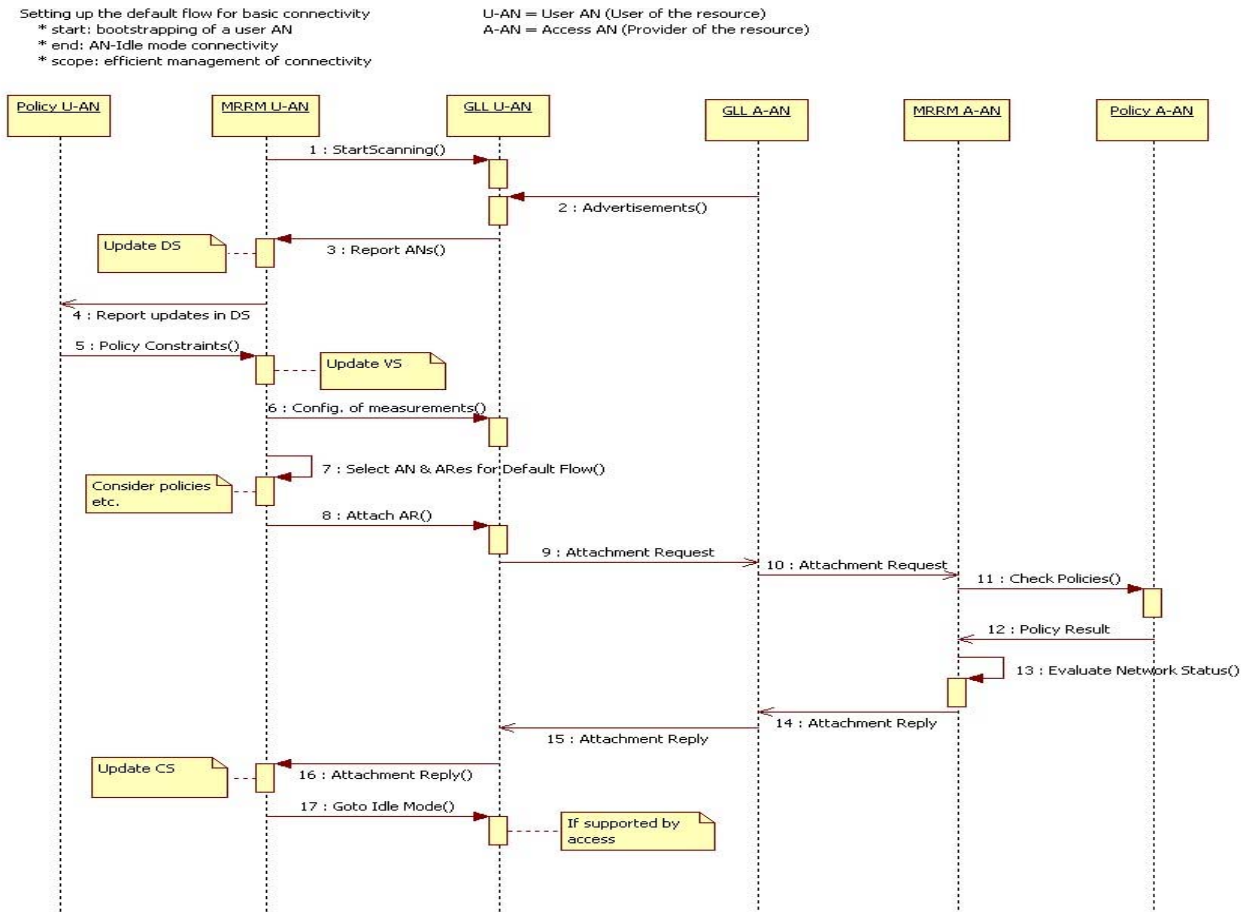 Setting up the default flow for basic connectivity
* start: bootstrapping of a user AN
* end: AN-Idle mode connectivity
* scope: efficient management of connectivity
U-AN = User AN (User of the resource)
A-AN = Access AN (Provider of the resource)
Policy U-AN
MRRM U-AN
GLL U-AN
GLL A-AN
MRRM A-AN
Policy A-AN
1 : StartScanning()
2 : Advertisements()
Update DS
3 : Report ANs()
4 : Report updates in DS
5 : Policy Constraints()
Update VS
6 : Config. of measurements()
7 : Select AN & ARes for Default Flow()
Consider policies
etc.
8 : Attach AR()
9 : Attachment Request
10 : Attachment Request
11 : Check Policies()
12 : Policy Result
13 : Evaluate Network Status()
14 : Attachment Reply
15 : Attachment Reply
Update CS
16 : Attachment Reply()
17 : Goto Idle Mode()
If supported by
access